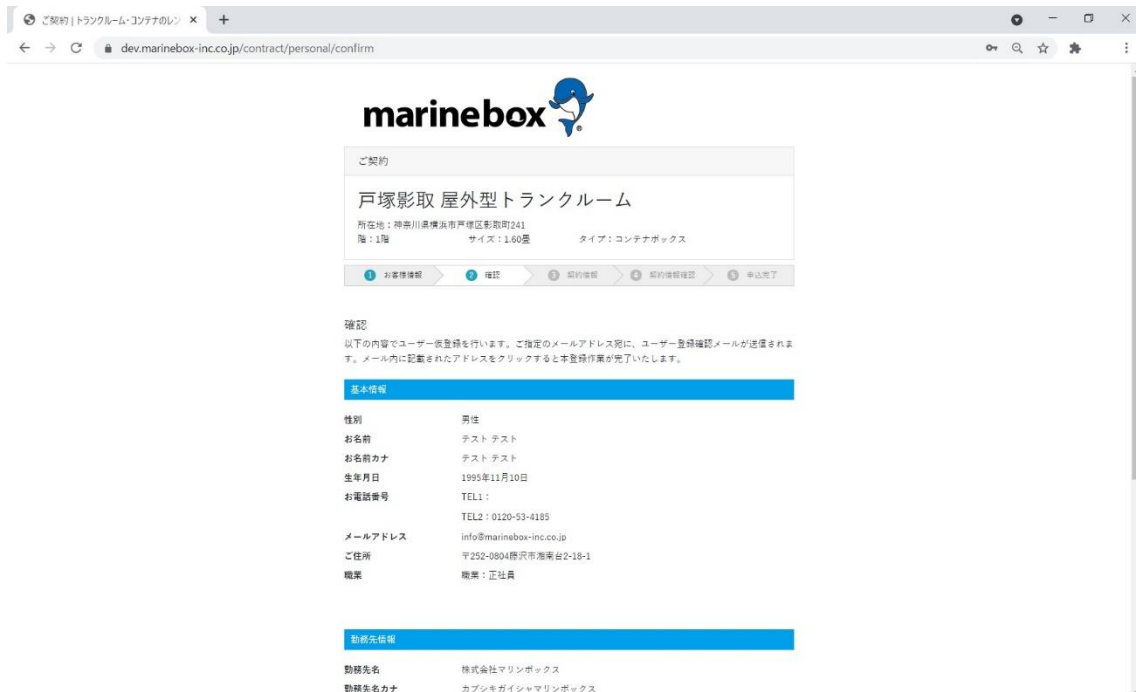 ご契約 | トランクルーム・コンテナのレン
dev.marinebox-inc.co.jp/contract/personal/confirm
marinebox
ご契約
戸塚影取 屋外型トランクルーム
所在地：神奈川県横浜市戸塚区影取町241
階：1階 サイズ：1.60畳 タイプ：コンテナボックス
1 お客様情報 2 確認 3 契約情報 4 契約情報確認 5 申込完了
確認
以下の内容でユーザー仮登録を行います。ご指定のメールアドレス宛に、ユーザー登録確認メールが送信されま
す。メール内に記載されたアドレスをクリックすると本登録作業が完了いたします。
基本情報
性別 男性
お名前 テスト テスト
お名前カナ テスト テスト
生年月日 1995年11月10日
お電話番号 TEL1：
TEL2：0120-53-4185
メールアドレス info@marinebox-inc.co.jp
ご住所 〒252-0804藤沢市湘南台2-18-1
職業 職業：正社員
勤務先情報
勤務先名 株式会社マリンボックス
勤務先名カナ カブシキガイシャマリンボックス